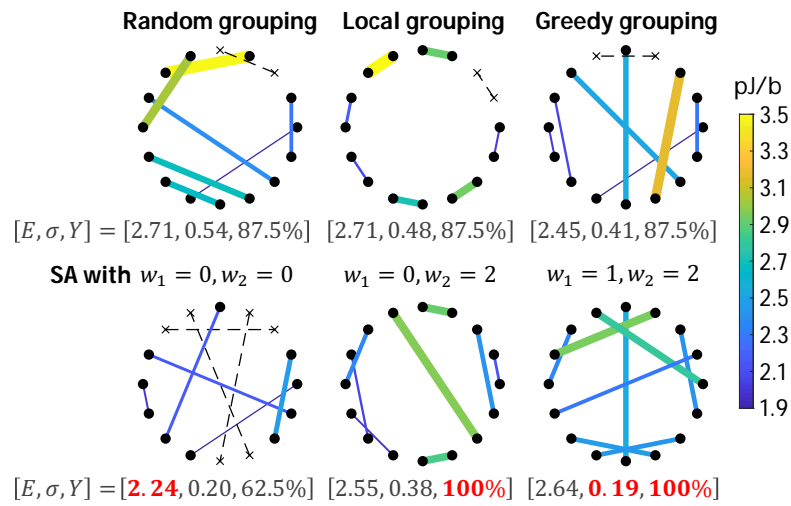 Random grouping Local grouping Greedy grouping
pJ/b
3.5
3.3
3.1
2.9
2.7
2.5
2.3
2.1
1.9
[E, σ, Y] = [2.71, 0.54, 87.5%] [2.71, 0.48, 87.5%] [2.45, 0.41, 87.5%]
SA with w₁ = 0, w₂ = 0 w₁ = 0, w₂ = 2 w₁ = 1, w₂ = 2
[E, σ, Y] = [2.24, 0.20, 62.5%] [2.55, 0.38, 100%] [2.64, 0.19, 100%]